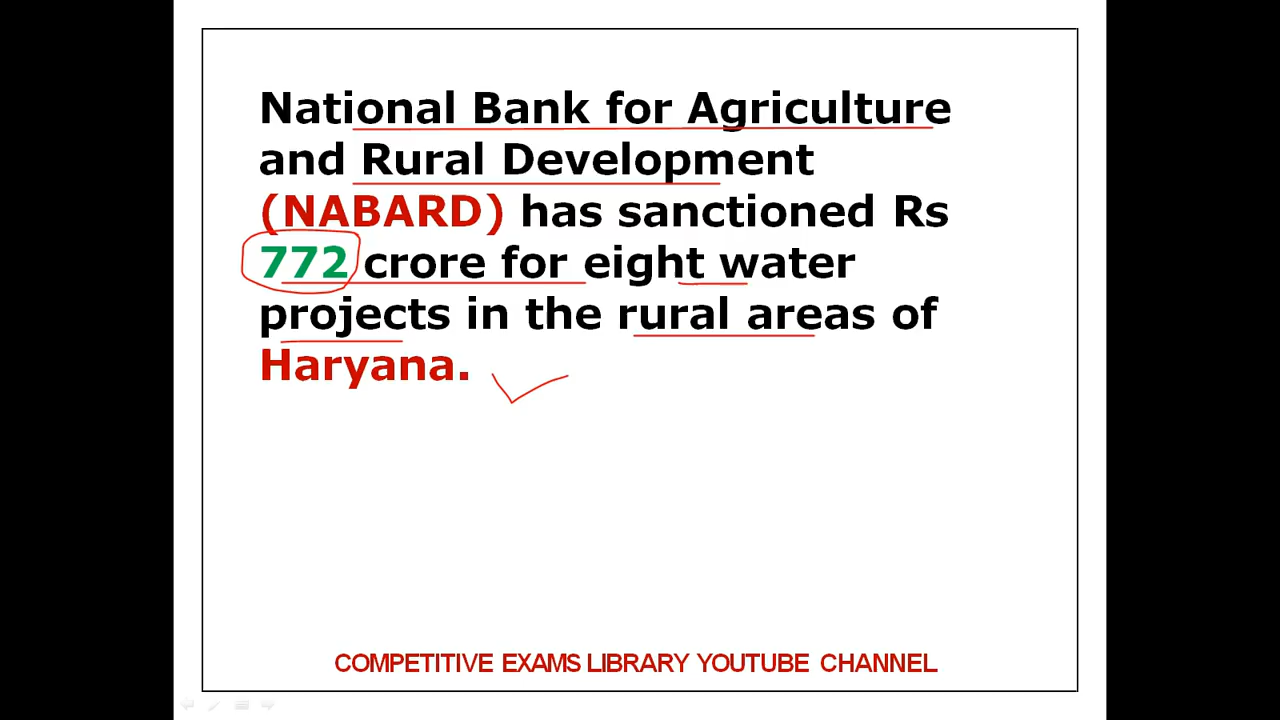 National Bank for Agriculture
and Rural Development
(NABARD) has sanctioned Rs
772 crore for eight water
projects in the rural areas of
Haryana.
COMPETITIVE EXAMS LIBRARY YOUTUBE CHANNEL